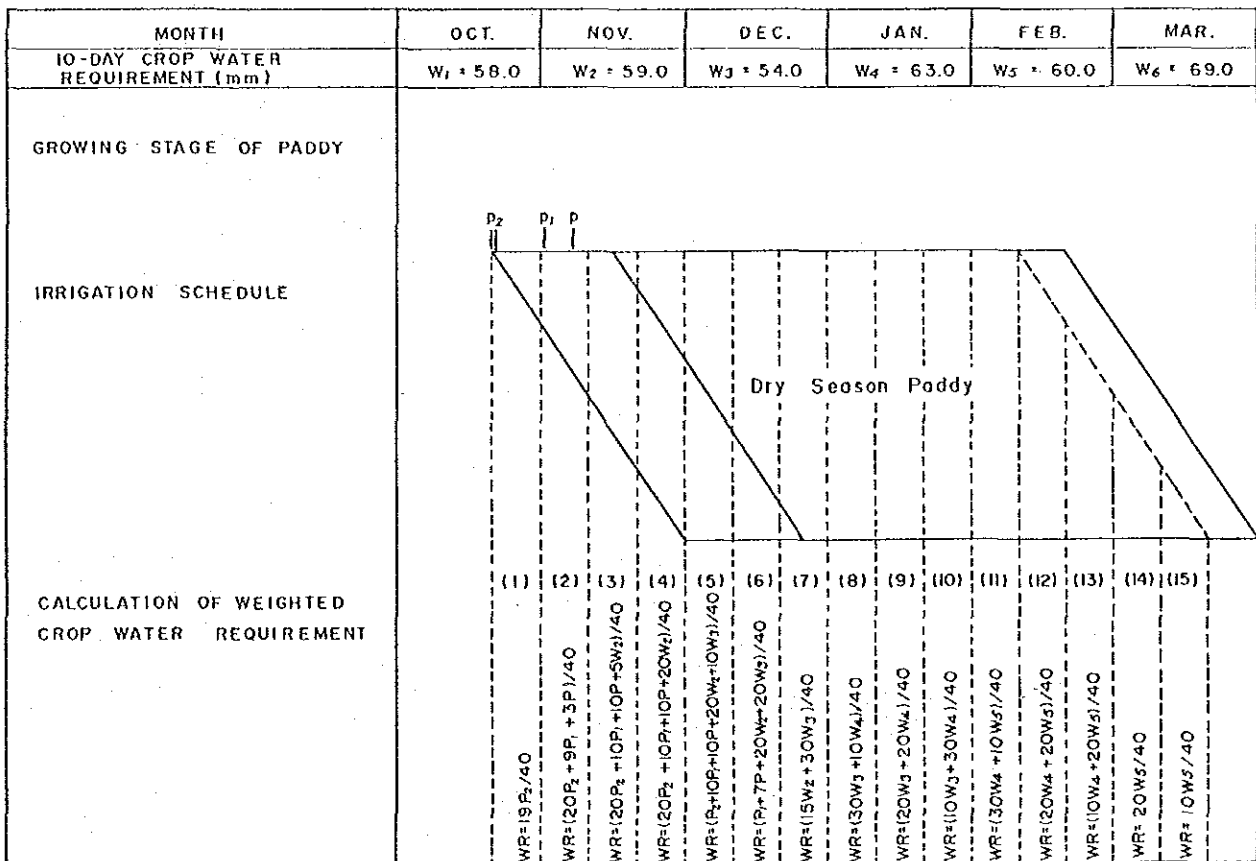 MONTH OCT. NOV. DEC. JAN. FEB. MAR.
10-DAY CROP WATER
REQUIREMENT (mm) W₁ = 58.0 W₂ = 59.0 W₃ = 54.0 W₄ = 63.0 W₅ = 60.0 W₆ = 69.0
GROWING STAGE OF PADDY
P₂ P₁ P
IRRIGATION SCHEDULE
Dry Season Paddy
(1) (2) (3) (4) (5) (6) (7) (8) (9) (10) (11) (12) (13) (14) (15)
CALCULATION OF WEIGHTED
CROP WATER REQUIREMENT
WR=19P₂/40
WR=(20P₂ + 9P₁ + 3P)/40
WR=(20P₂ +10P₁ +10P +5W₂)/40
WR=(20P₂ +10P₁+10P+20W₂)/40
WR=(P₂+10P₁+10P+20W₂+10W₃)/40
WR=(P₁+7P+20W₂+20W₃)/40
WR=(15W₂+30W₃)/40
WR=(30W₃+10W₄)/40
WR=(20W₃+20W₄)/40
WR=(10W₃+30W₄)/40
WR=(30W₄+10W₅)/40
WR=(20W₄+20W₅)/40
WR=(10W₄+20W₅)/40
WR= 20W₅/40
WR= 10W₅/40